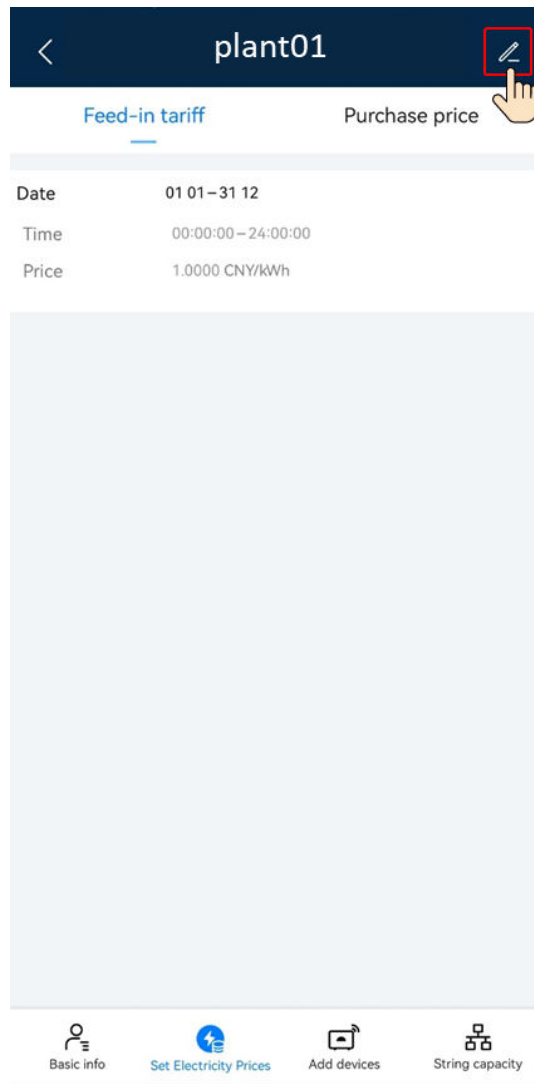 plant01
Feed-in tariff Purchase price
Date 01 01–31 12
Time 00:00:00–24:00:00
Price 1.0000 CNY/kWh
Basic info Set Electricity Prices Add devices String capacity